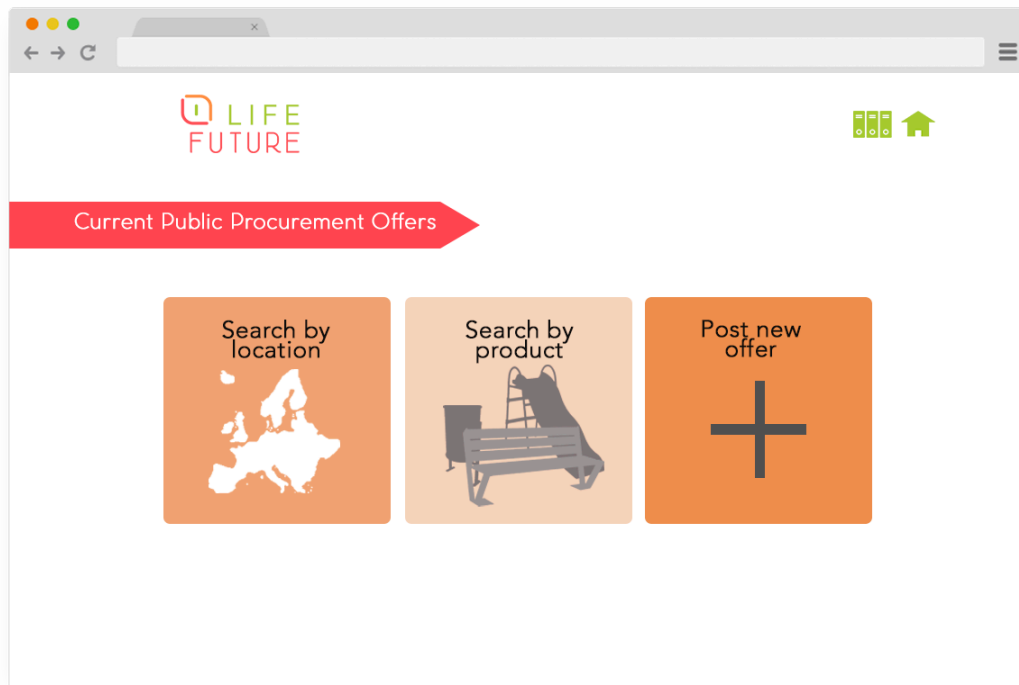 LIFE
FUTURE
Current Public Procurement Offers
Search by
location
Search by
product
Post new
offer